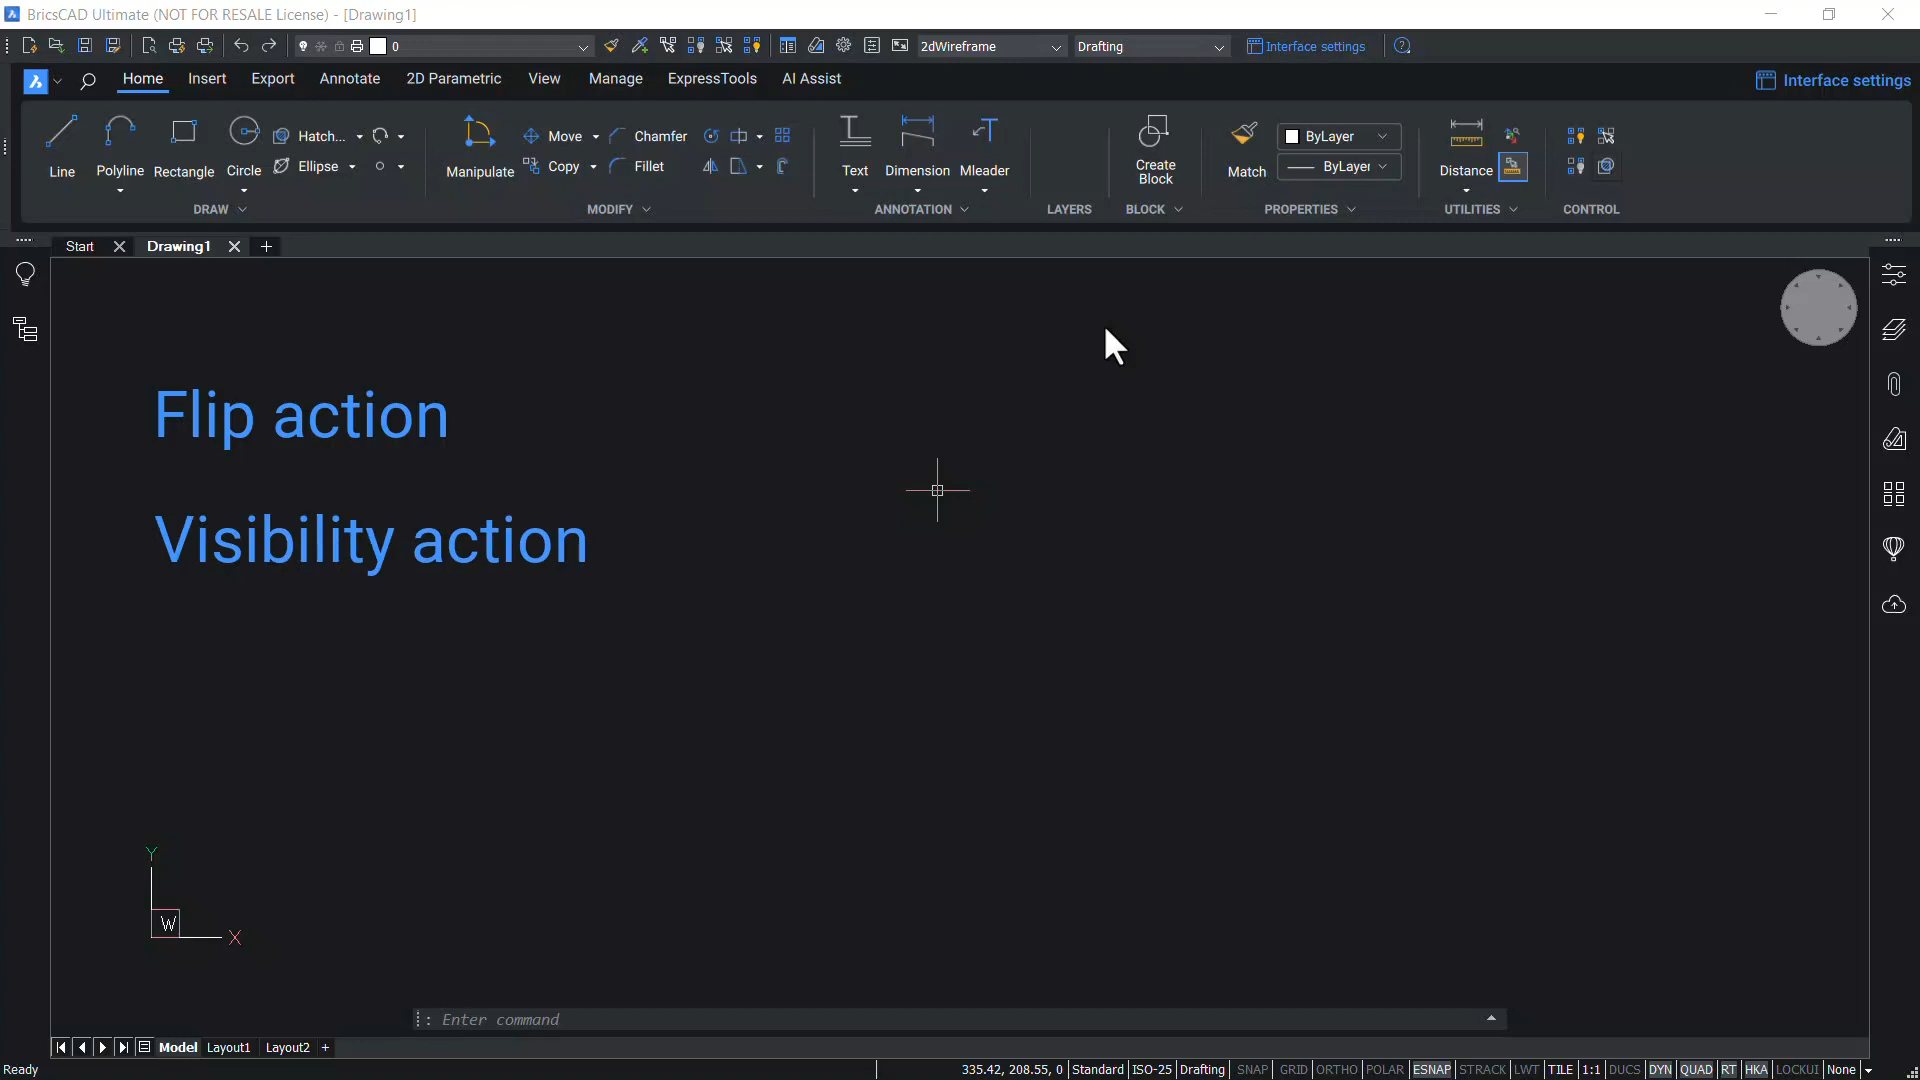 BricsCAD Ultimate (NOT FOR RESALE License) - [Drawing1]
0
2dWireframe
Drafting
Interface settings
Home
Insert
Export
Annotate
2D Parametric
View
Manage
ExpressTools
AI Assist
Interface settings
Hatch...
Move
Chamfer
ByLayer
Ellipse
Copy
Fillet
ByLayer
Line
Polyline
Rectangle
Circle
Manipulate
Text
Dimension
Mleader
Create
Block
Match
Distance
DRAW
MODIFY
ANNOTATION
LAYERS
BLOCK
PROPERTIES
UTILITIES
CONTROL
Start
Drawing1
Flip action
Visibility action
Y
W
X
: Enter command
Model
Layout1
Layout2
Ready
335.42, 208.55, 0
Standard
ISO-25
Drafting
SNAP
GRID
ORTHO
POLAR
ESNAP
STRACK
LWT
TILE
1:1
DUCS
DYN
QUAD
RT
HKA
LOCKUI
None